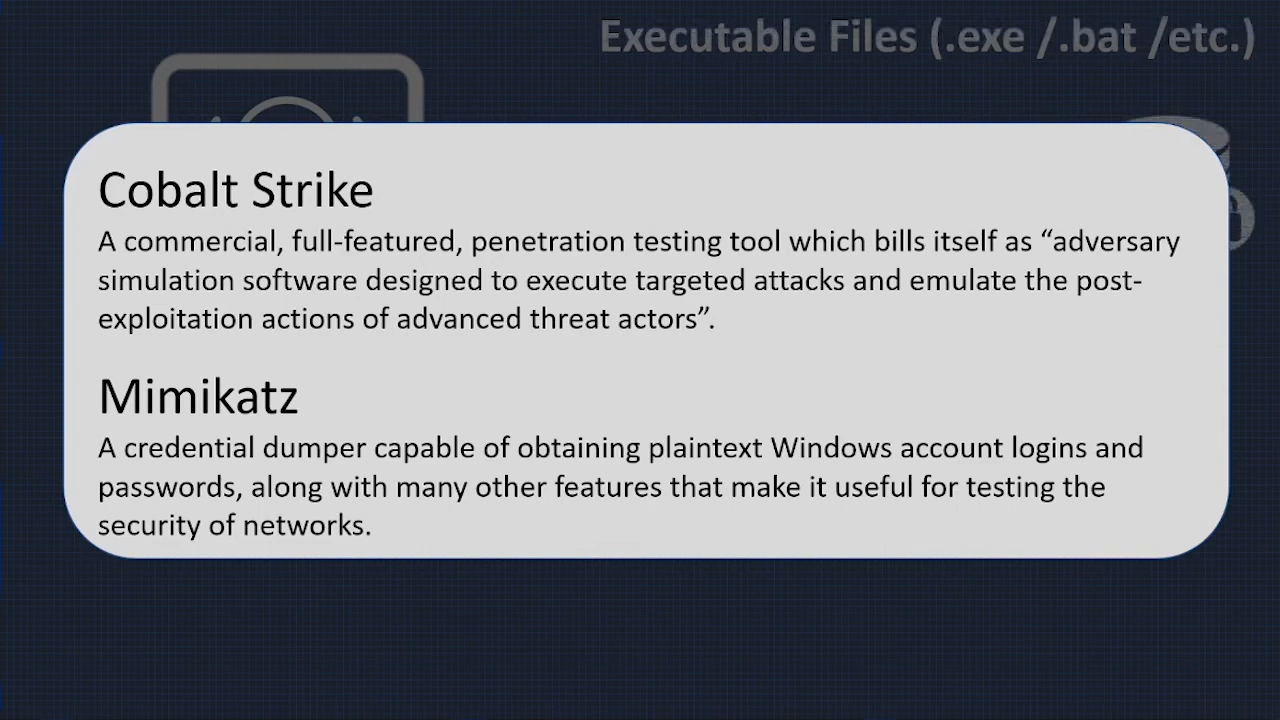 Executable Files (.exe /.bat /etc.)
Cobalt Strike
A commercial, full-featured, penetration testing tool which bills itself as “adversary
simulation software designed to execute targeted attacks and emulate the post-
exploitation actions of advanced threat actors”.
Mimikatz
A credential dumper capable of obtaining plaintext Windows account logins and
passwords, along with many other features that make it useful for testing the
security of networks.